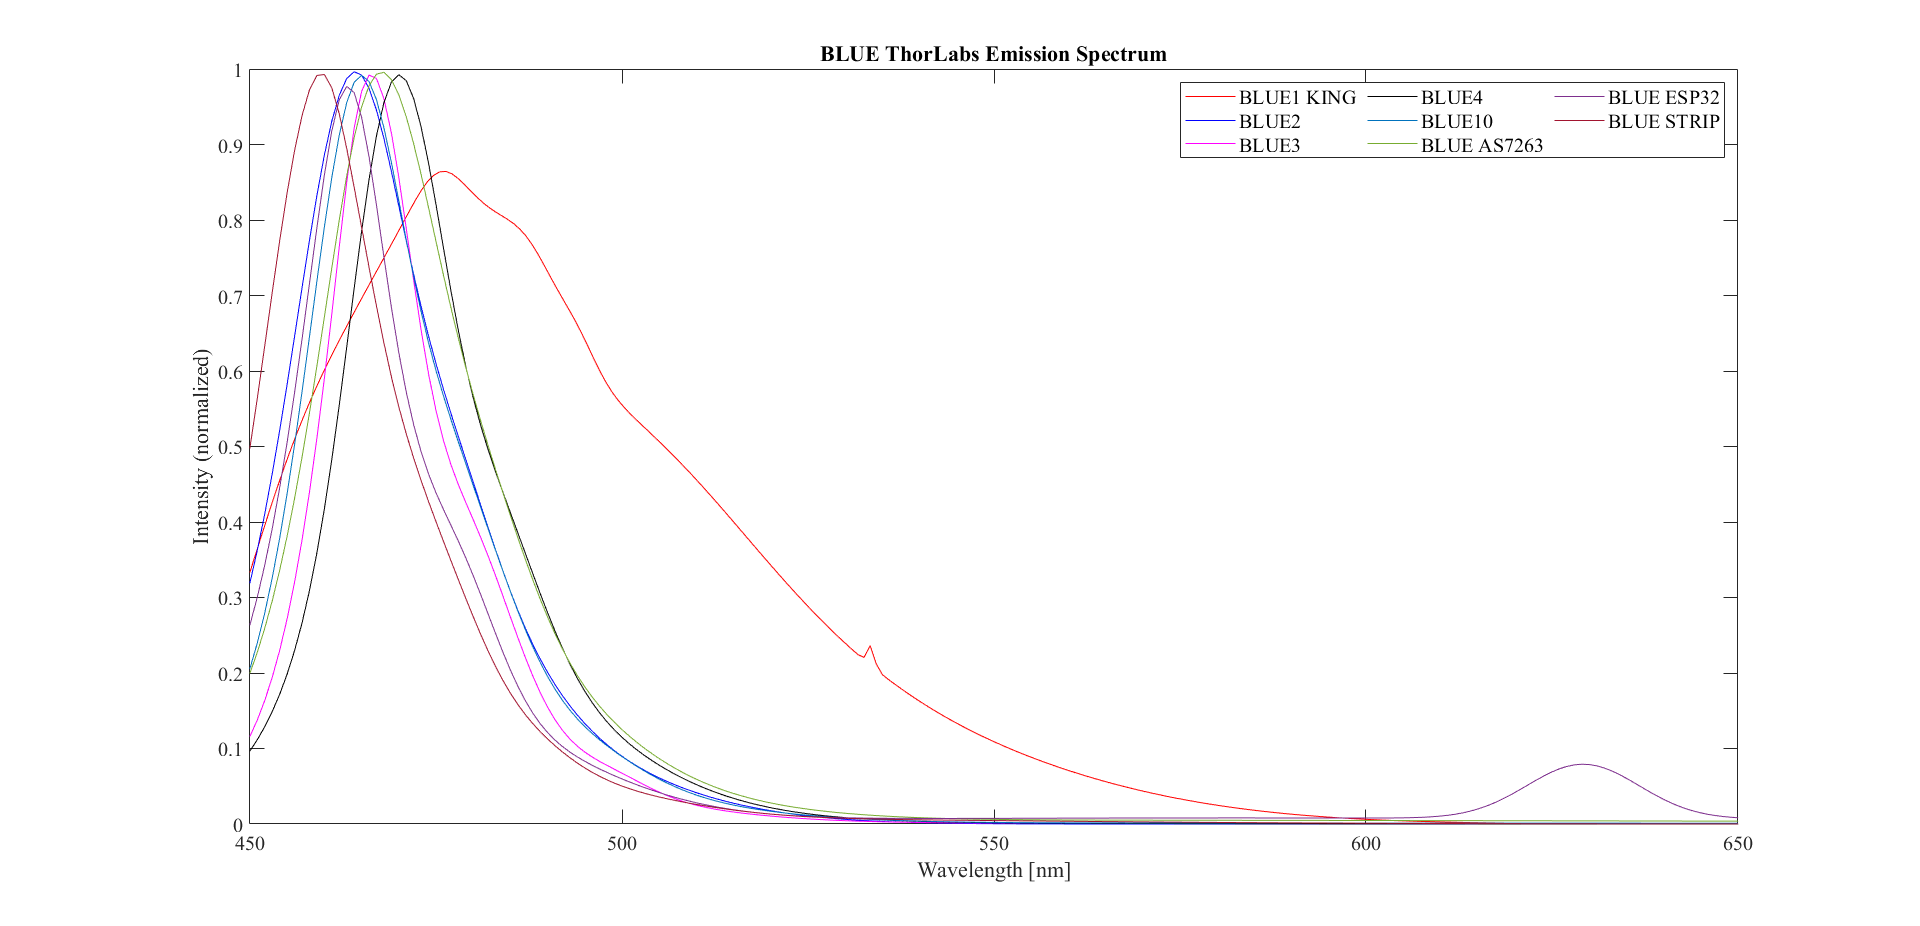 BLUE ThorLabs Emission Spectrum
1
0.9
0.8
0.7
0.6
0.5
0.4
0.3
0.2
0.1
0
Intensity (normalized)
BLUE1 KING BLUE4 BLUE ESP32
BLUE2 BLUE10 BLUE STRIP
BLUE3 BLUE AS7263
450 500 550 600 650
Wavelength [nm]